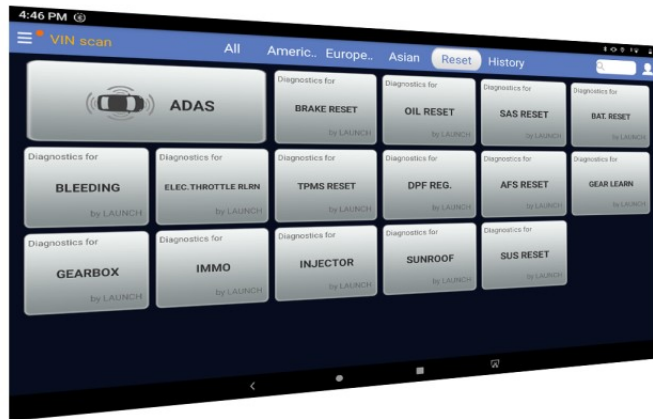 4:46 PM
VIN scan
All Americ.. Europe.. Asian Reset History
ADAS
Diagnostics for
BRAKE RESET
by LAUNCH
Diagnostics for
OIL RESET
by LAUNCH
Diagnostics for
SAS RESET
by LAUNCH
Diagnostics for
BAT. RESET
by LAUNCH
Diagnostics for
BLEEDING
by LAUNCH
Diagnostics for
ELEC.THROTTLE RLRN
by LAUNCH
Diagnostics for
TPMS RESET
by LAUNCH
Diagnostics for
DPF REG.
by LAUNCH
Diagnostics for
AFS RESET
by LAUNCH
Diagnostics for
GEAR LEARN
by LAUNCH
Diagnostics for
GEARBOX
by LAUNCH
Diagnostics for
IMMO
by LAUNCH
Diagnostics for
INJECTOR
by LAUNCH
Diagnostics for
SUNROOF
by LAUNCH
Diagnostics for
SUS RESET
by LAUNCH